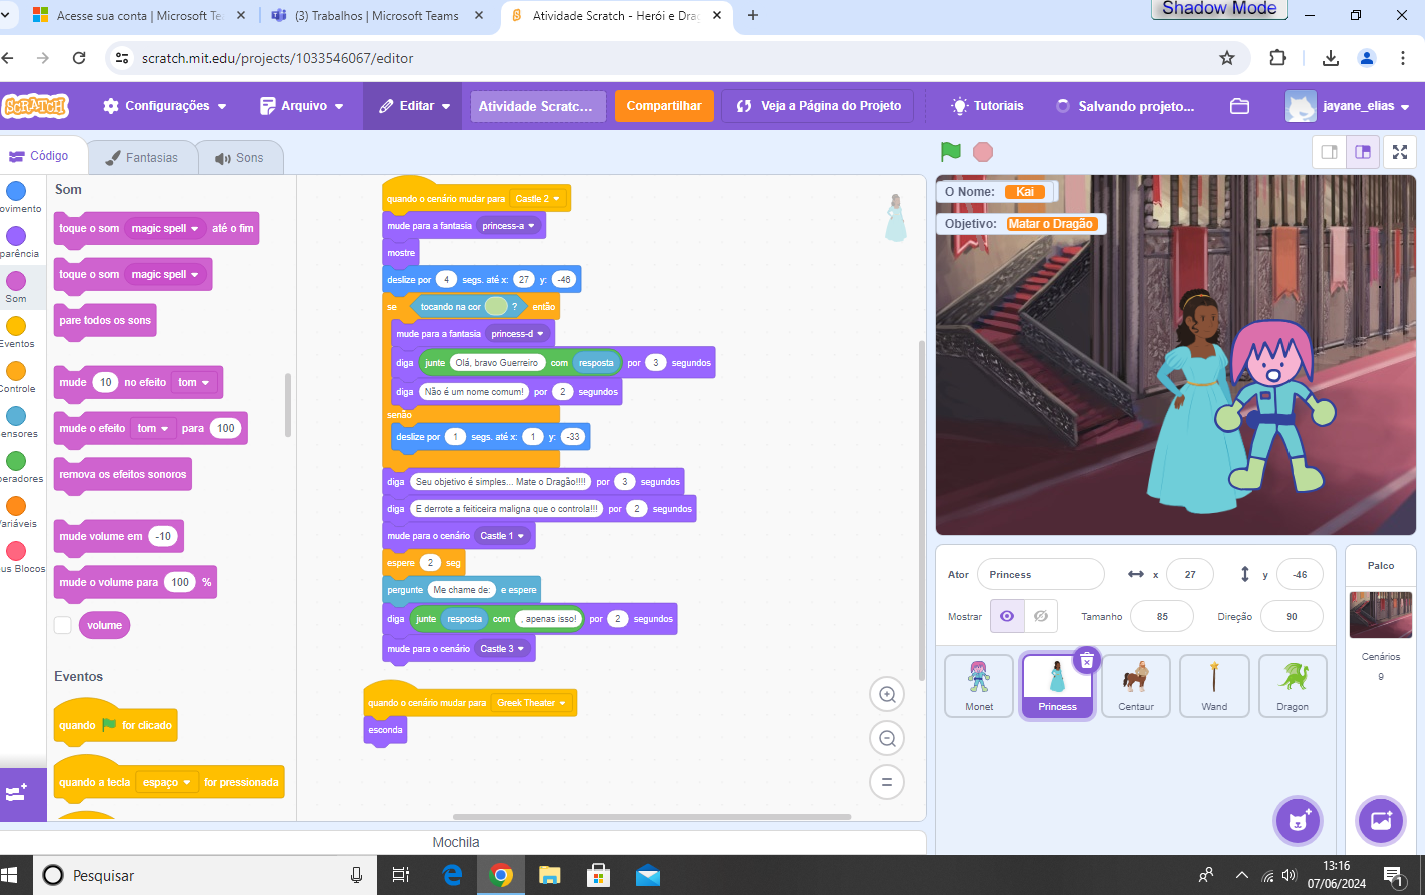 Acesse sua conta | Microsoft Te
(3) Trabalhos | Microsoft Teams
Atividade Scratch - Herói e Drag
Shadow Mode
scratch.mit.edu/projects/1033546067/editor
SCRATCH
Configurações
Arquivo
Editar
Atividade Scratc...
Compartilhar
Veja a Página do Projeto
Tutoriais
Salvando projeto...
jayane_elias
Código
Fantasias
Sons
ovimento
parência
Som
Eventos
Controle
ensores
peradores
Variáveis
us Blocos
Som
toque o som magic spell até o fim
toque o som magic spell
pare todos os sons
mude 10 no efeito tom
mude o efeito tom para 100
remova os efeitos sonoros
mude volume em -10
mude o volume para 100 %
volume
Eventos
quando for clicado
quando a tecla espaço for pressionada
quando o cenário mudar para Castle 2
mude para a fantasia princess-a
mostre
deslize por 4 segs. até x: 27 y: -46
se tocando na cor ? então
mude para a fantasia princess-d
diga junte Olá, bravo Guerreiro com resposta por 3 segundos
diga Não é um nome comum! por 2 segundos
senão
deslize por 1 segs. até x: 1 y: -33
diga Seu objetivo é simples... Mate o Dragão!!!! por 3 segundos
diga E derrote a feiticeira maligna que o controla!!! por 2 segundos
mude para o cenário Castle 1
espere 2 seg
pergunte Me chame de: e espere
diga junte resposta com , apenas isso! por 2 segundos
mude para o cenário Castle 3
quando o cenário mudar para Greek Theater
esconda
O Nome: Kai
Objetivo: Matar o Dragão
Ator Princess x 27 y -46
Mostrar Tamanho 85 Direção 90
Monet
Princess
Centaur
Wand
Dragon
Palco
Cenários
9
Mochila
Pesquisar
13:16
07/06/2024
1